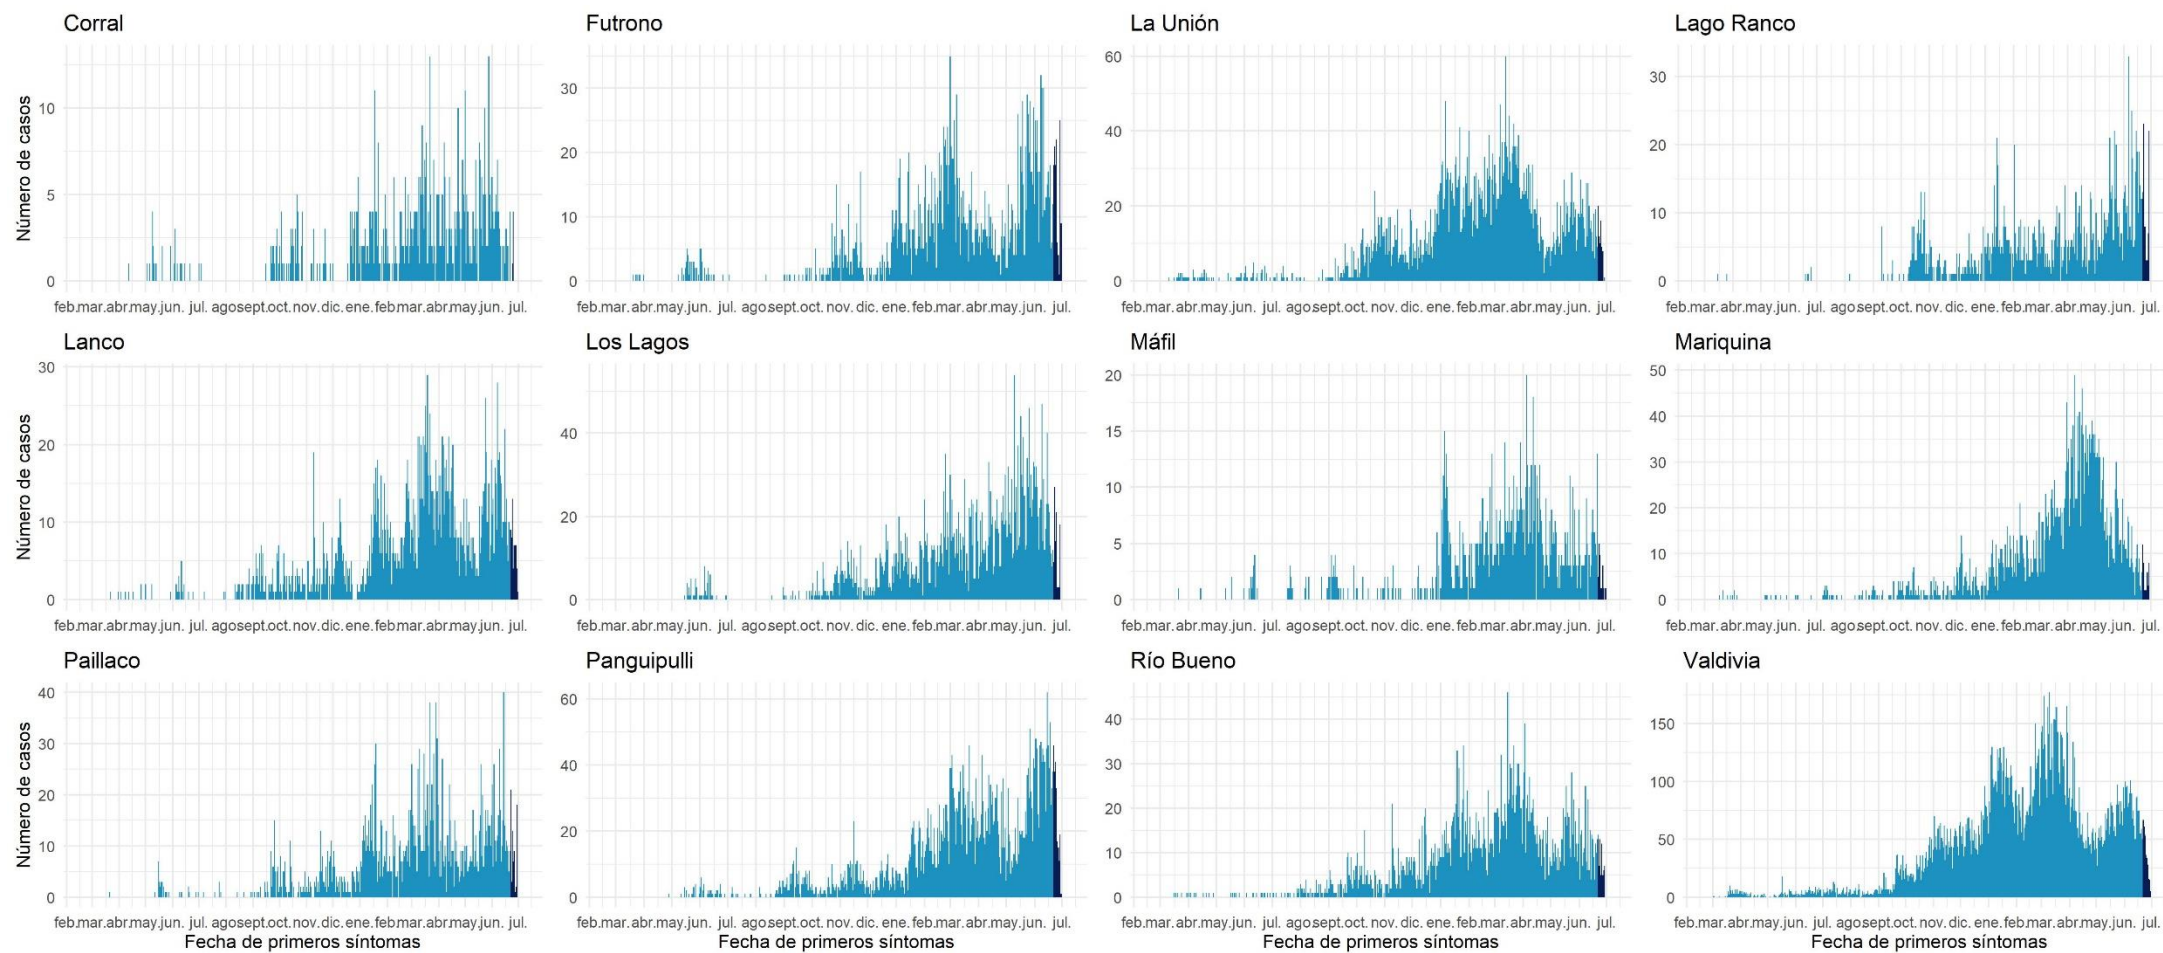 Corral Futrono La Unión Lago Ranco
Número de casos
10
5
0
30
20
10
0
60
40
20
0
30
20
10
0
feb.mar.abr.may.jun. jul. agosept.oct. nov. dic. ene. feb.mar.abr.may.jun. jul.
feb.mar.abr.may.jun. jul. agosept.oct. nov. dic. ene. feb.mar.abr.may.jun. jul.
feb.mar.abr.may.jun. jul. agosept.oct. nov. dic. ene. feb.mar.abr.may.jun. jul.
feb.mar.abr.may.jun. jul. agosept.oct. nov. dic. ene. feb.mar.abr.may.jun. jul.
Lanco Los Lagos Máfil Mariquina
Número de casos
30
20
10
0
40
20
0
20
15
10
5
0
50
40
30
20
10
0
feb.mar.abr.may.jun. jul. agosept.oct. nov. dic. ene. feb.mar.abr.may.jun. jul.
feb.mar.abr.may.jun. jul. agosept.oct. nov. dic. ene. feb.mar.abr.may.jun. jul.
feb.mar.abr.may.jun. jul. agosept.oct. nov. dic. ene. feb.mar.abr.may.jun. jul.
feb.mar.abr.may.jun. jul. agosept.oct. nov. dic. ene. feb.mar.abr.may.jun. jul.
Paillaco Panguipulli Río Bueno Valdivia
Número de casos
40
30
20
10
0
60
40
20
0
40
30
20
10
0
150
100
50
0
feb.mar.abr.may.jun. jul. agosept.oct. nov. dic. ene. feb.mar.abr.may.jun. jul.
feb.mar.abr.may.jun. jul. agosept.oct. nov. dic. ene. feb.mar.abr.may.jun. jul.
feb.mar.abr.may.jun. jul. agosept.oct. nov. dic. ene. feb.mar.abr.may.jun. jul.
feb.mar.abr.may.jun. jul. agosept.oct. nov. dic. ene. feb.mar.abr.may.jun. jul.
Fecha de primeros síntomas Fecha de primeros síntomas Fecha de primeros síntomas Fecha de primeros síntomas